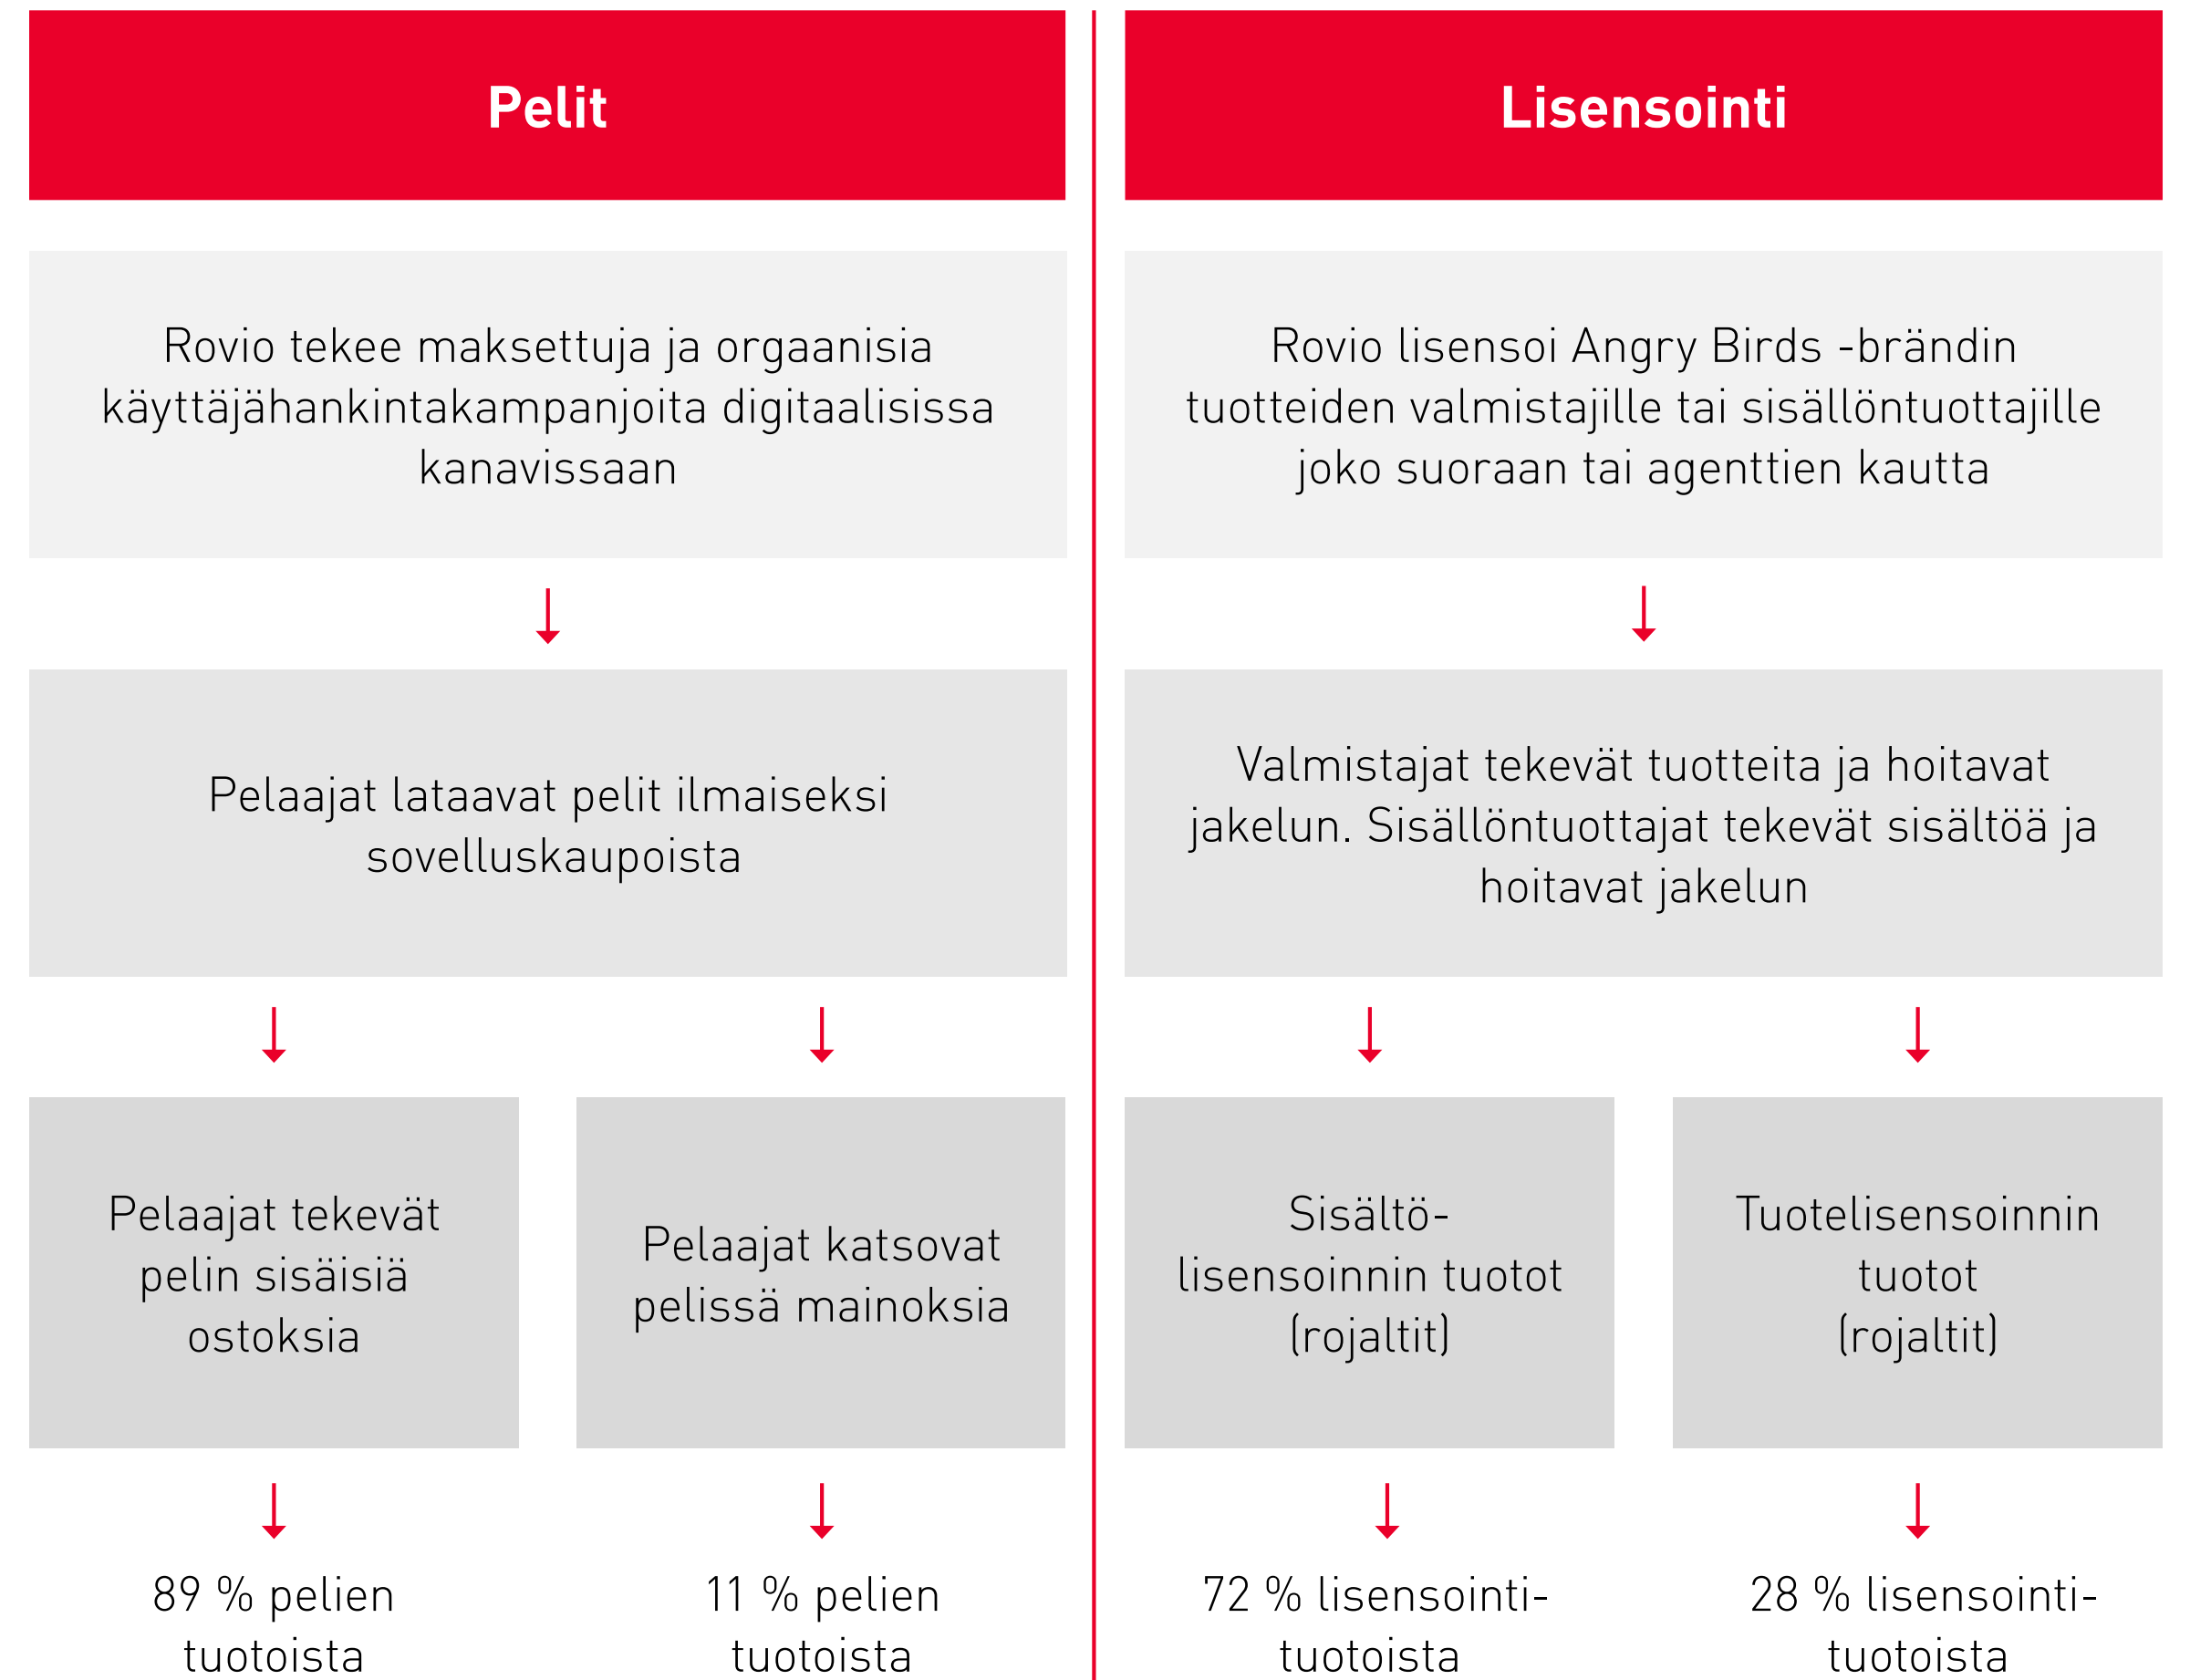 Pelit
Rovio tekee maksettuja ja orgaanisia
käyttäjähankintakampanjoita digitaalisissa
kanavissaan
Pelaajat lataavat pelit ilmaiseksi
sovelluskaupoista
Pelaajat tekevät
pelin sisäisiä
ostoksia
89 % pelien
tuotoista
Pelaajat katsovat
pelissä mainoksia
11 % pelien
tuotoista
Lisensointi
Rovio lisensoi Angry Birds -brändin
tuotteiden valmistajille tai sisällöntuottajille
joko suoraan tai agenttien kautta
Valmistajat tekevät tuotteita ja hoitavat
jakelun. Sisällöntuottajat tekevät sisältöä ja
hoitavat jakelun
Sisältö-
lisensoinnin tuotot
(rojaltit)
72 % lisensointi-
tuotoista
Tuotelisensoinnin
tuotot
(rojaltit)
28 % lisensointi-
tuotoista